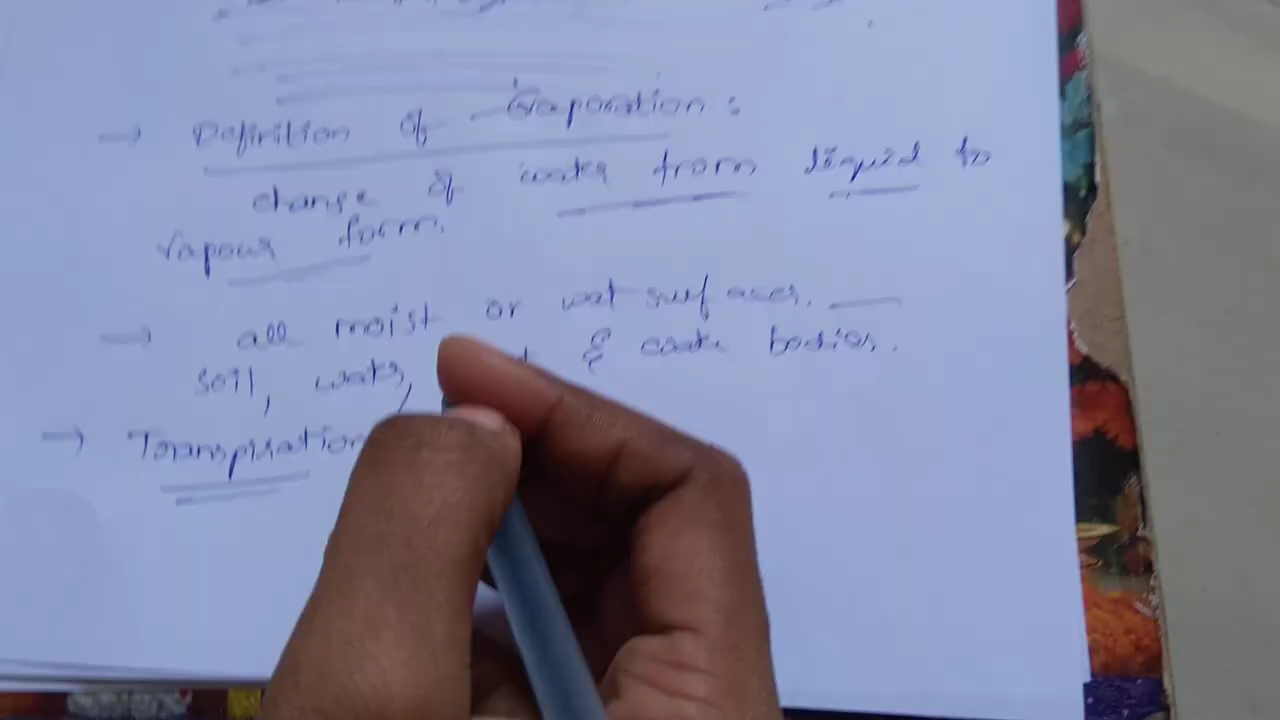 → Definition of Evaporation :
change of water from liquid to
vapour form.
→ all moist or wet surfaces.
soil, water, & water bodies.
→ Transpiration